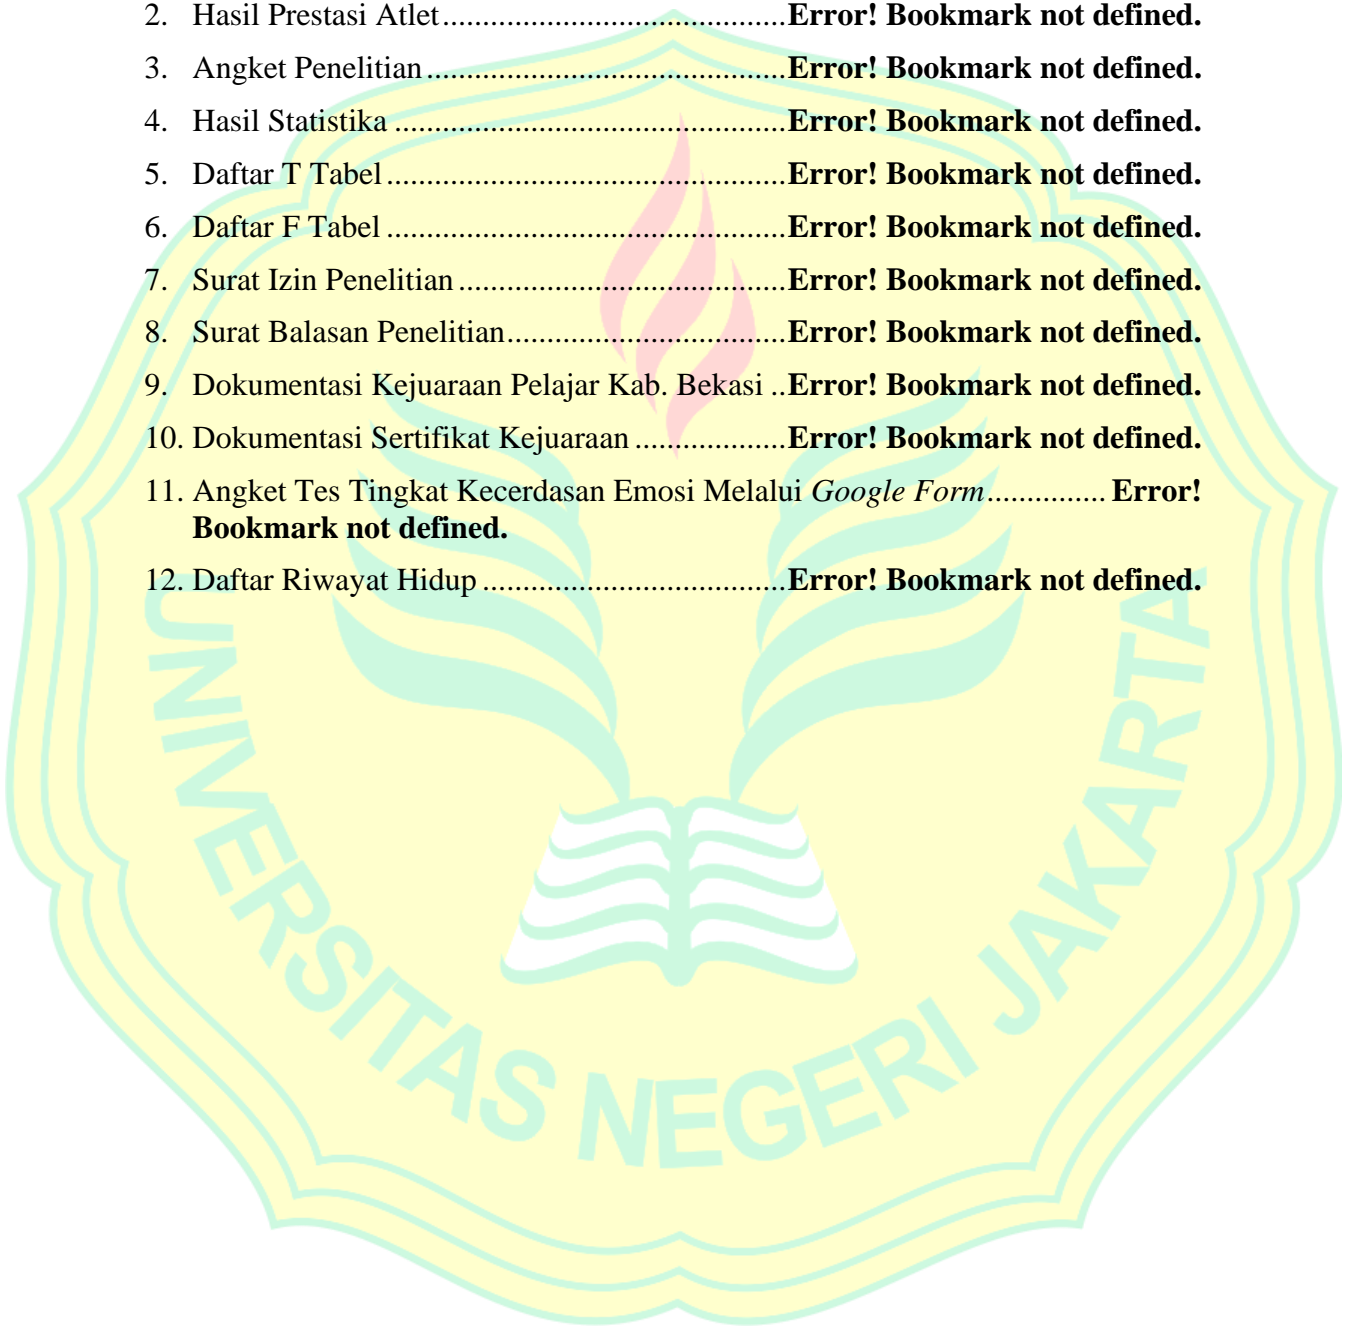 2. Hasil Prestasi Atlet...........................................Error! Bookmark not defined.
3. Angket Penelitian.............................................Error! Bookmark not defined.
4. Hasil Statistika .................................................Error! Bookmark not defined.
5. Daftar T Tabel..................................................Error! Bookmark not defined.
6. Daftar F Tabel ..................................................Error! Bookmark not defined.
7. Surat Izin Penelitian .........................................Error! Bookmark not defined.
8. Surat Balasan Penelitian...................................Error! Bookmark not defined.
9. Dokumentasi Kejuaraan Pelajar Kab. Bekasi ..Error! Bookmark not defined.
10. Dokumentasi Sertifikat Kejuaraan ...................Error! Bookmark not defined.
11. Angket Tes Tingkat Kecerdasan Emosi Melalui Google Form............... Error!
Bookmark not defined.
12. Daftar Riwayat Hidup ......................................Error! Bookmark not defined.
UNIVERSITAS NEGERI JAKARTA